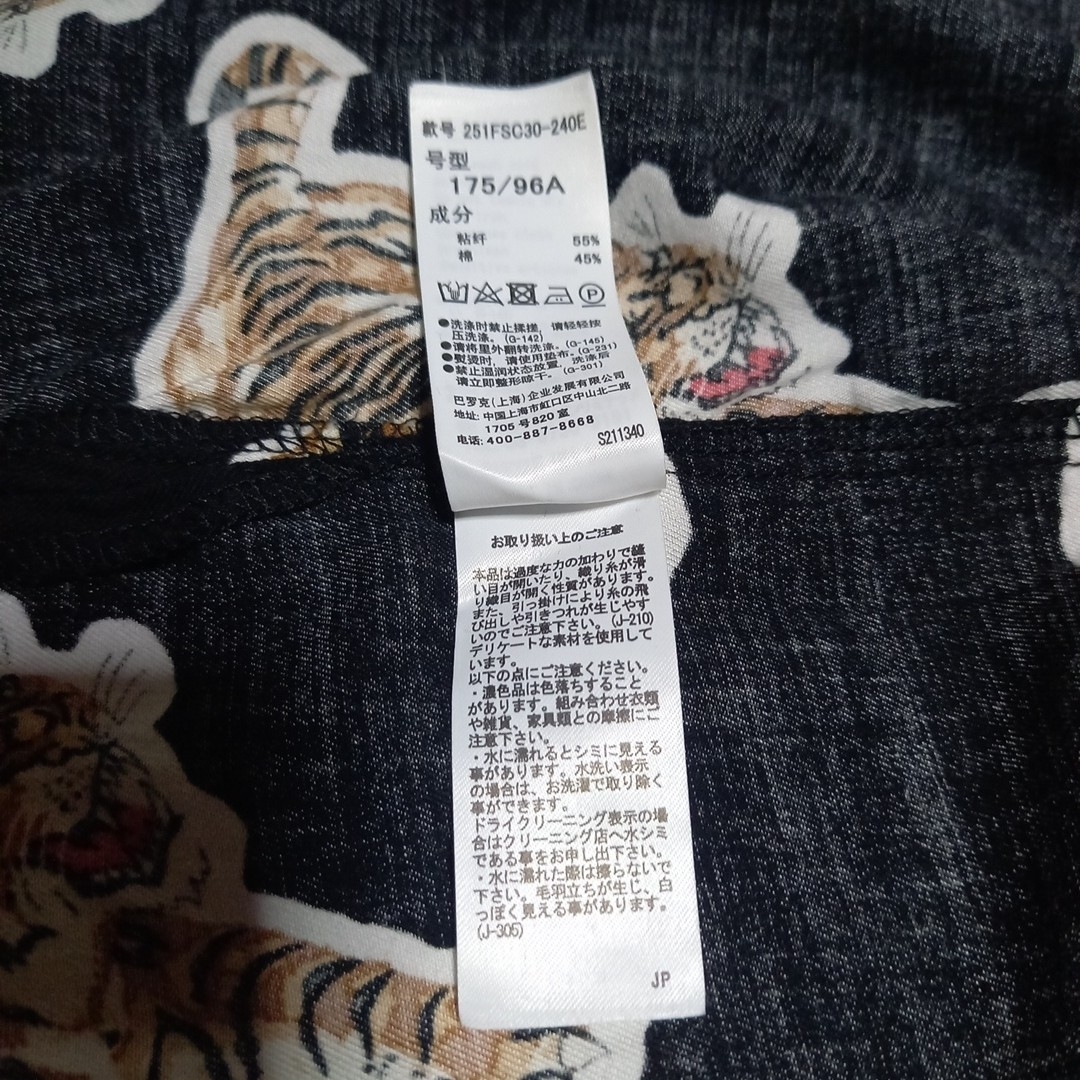 款号 251FSC30-240E
号型
175/96A
成分
粘纤 55%
棉 45%
P
●洗涤时禁止揉搓，请轻轻按
压洗涤。(G-142)
●请将里外翻转洗涤。(G-145)
●熨烫时，请使用垫布。(G-231)
●禁止湿润状态放置，洗涤后
请立即整形晾干。(G-301)
巴罗克(上海)企业发展有限公司
地址: 中国上海市虹口区中山北二路
1705 号820 室
电话: 400-887-8668
S211340
お取り扱い上のご注意
本品は過度な力の加わりで縫
い目が開いたり、織り糸が滑
り織目が開く性質があります。
また、引っ掛けにより糸の飛
び出しや引きつれが生じやす
いのでご注意下さい。(J-210)
デリケートな素材を使用して
います。
以下の点にご注意ください。
・濃色品は色落ちすること
があります。組み合わせ衣類
や雑貨、家具類との摩擦にご
注意下さい。
・水に濡れるとシミに見える
事があります。水洗い表示
の場合は、お洗濯で取り除く
事ができます。
ドライクリーニング表示の場
合はクリーニング店へ水シミ
である事をお申し出下さい。
・水に濡れた際は擦らないで
下さい。毛羽立ちが生じ、白
っぽく見える事があります。
(J-305)
JP